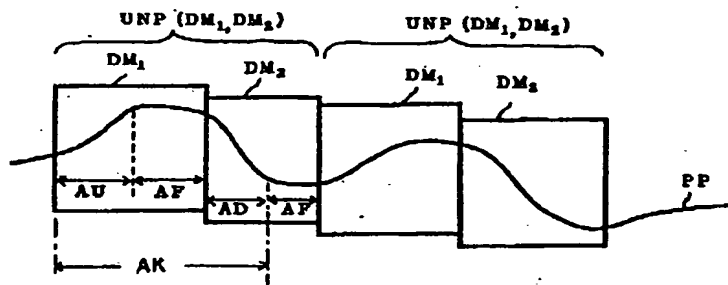 UNP (DM₁,DM₂) UNP (DM₁,DM₂)
DM₁ DM₂ DM₁ DM₂
AU AF AD AF PP
AK